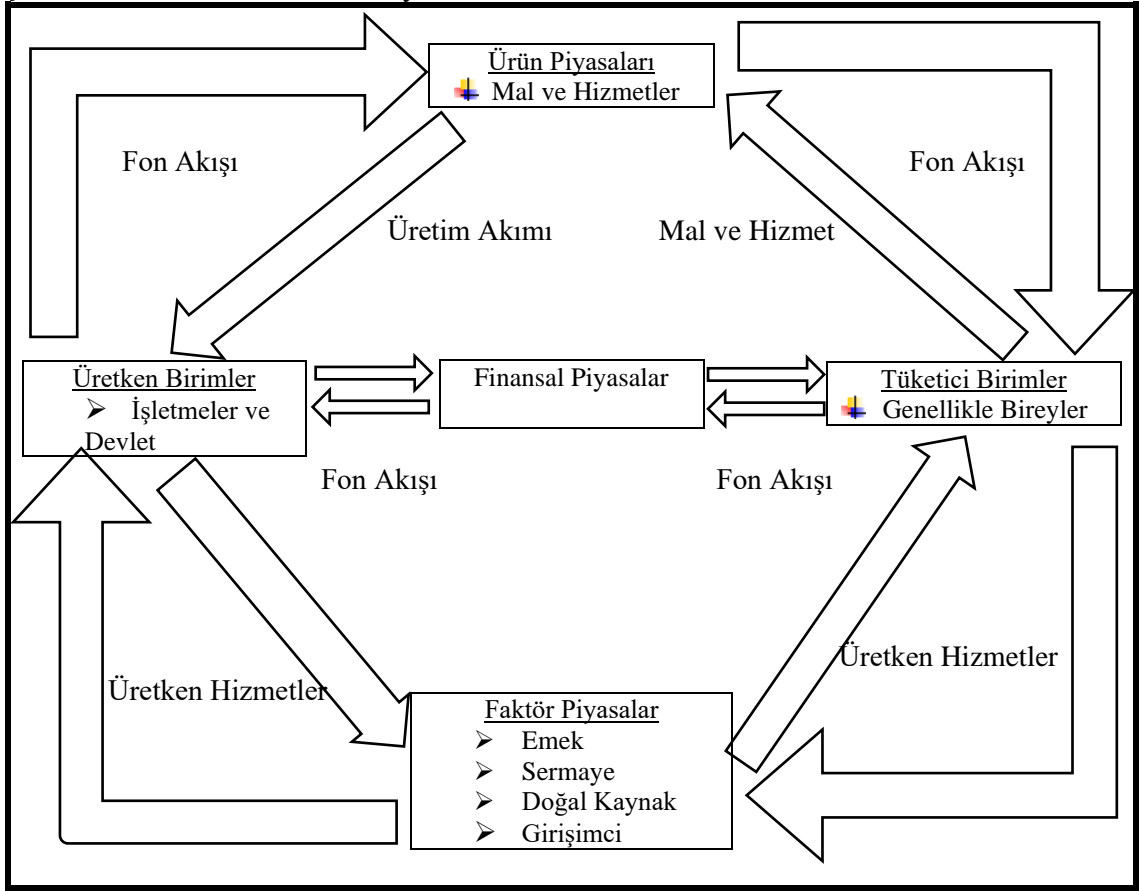 Ürün Piyasaları
Mal ve Hizmetler
Fon Akışı
Fon Akışı
Üretim Akımı
Mal ve Hizmet
Üretken Birimler
➢ İşletmeler ve
Devlet
Finansal Piyasalar
Tüketici Birimler
Genellikle Bireyler
Fon Akışı
Fon Akışı
Üretken Hizmetler
Üretken Hizmetler
Faktör Piyasalar
➢ Emek
➢ Sermaye
➢ Doğal Kaynak
➢ Girişimci